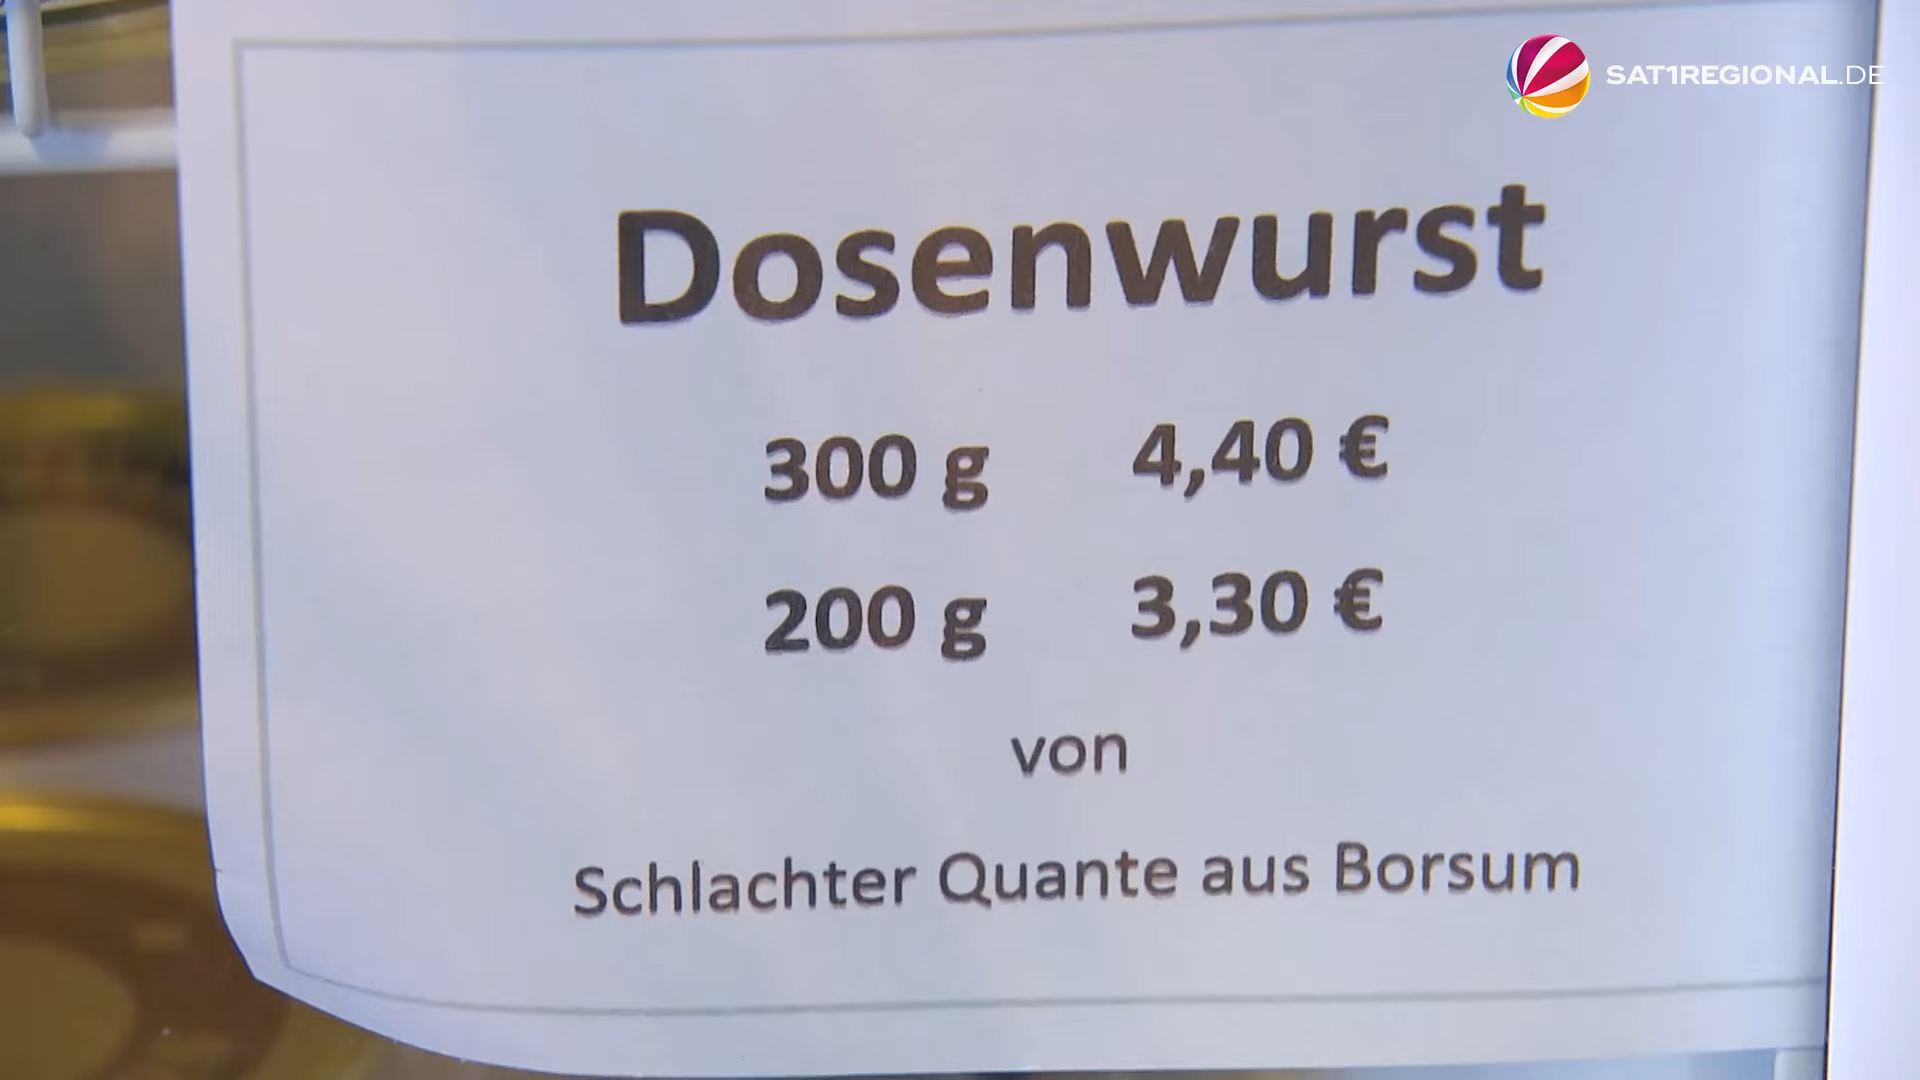 SAT1REGIONAL.DE
Dosenwurst
300 g 4,40 €
200 g 3,30 €
von
Schlachter Quante aus Borsum